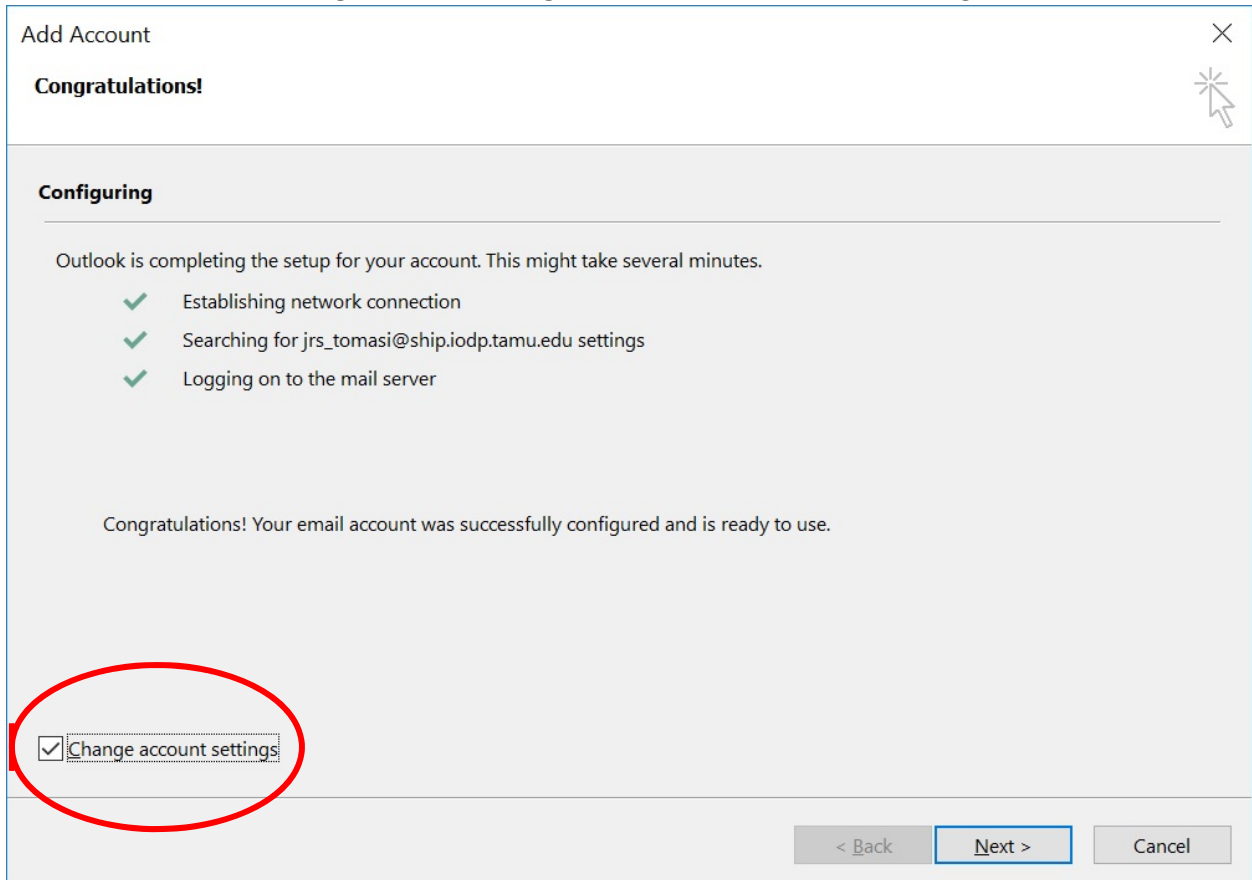 Add Account
Congratulations!
Configuring
Outlook is completing the setup for your account. This might take several minutes.
Establishing network connection
Searching for jrs_tomasi@ship.iodp.tamu.edu settings
Logging on to the mail server
Congratulations! Your email account was successfully configured and is ready to use.
Change account settings
< Back Next > Cancel